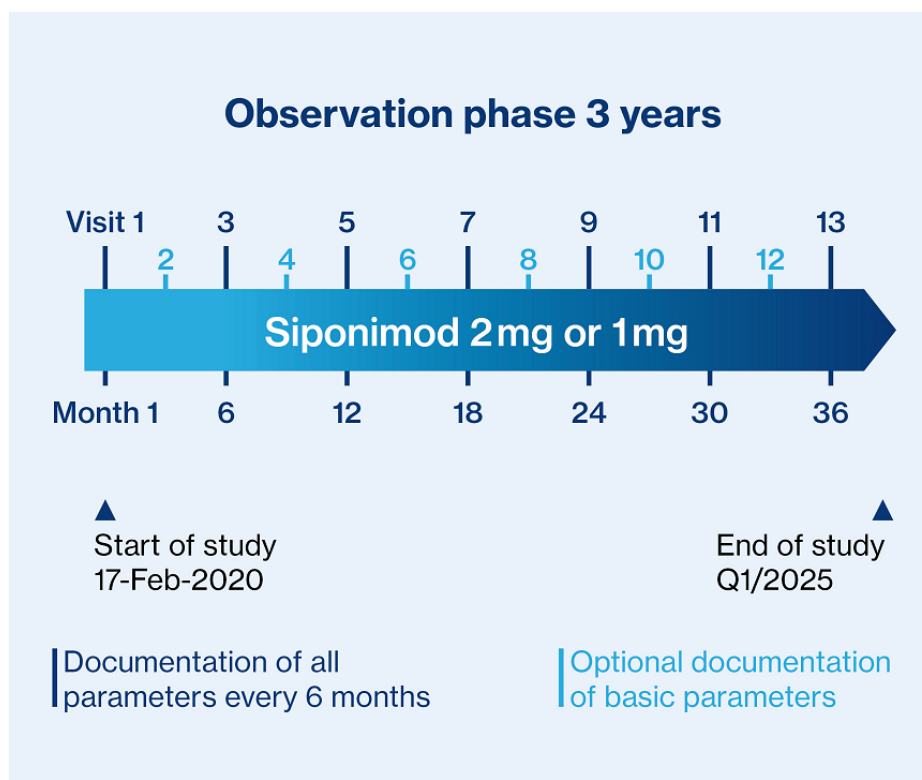 Observation phase 3 years
Visit 1 3 5 7 9 11 13
2 4 6 8 10 12
Siponimod 2 mg or 1 mg
Month 1 6 12 18 24 30 36
Start of study
17-Feb-2020
End of study
Q1/2025
Documentation of all
parameters every 6 months
Optional documentation
of basic parameters